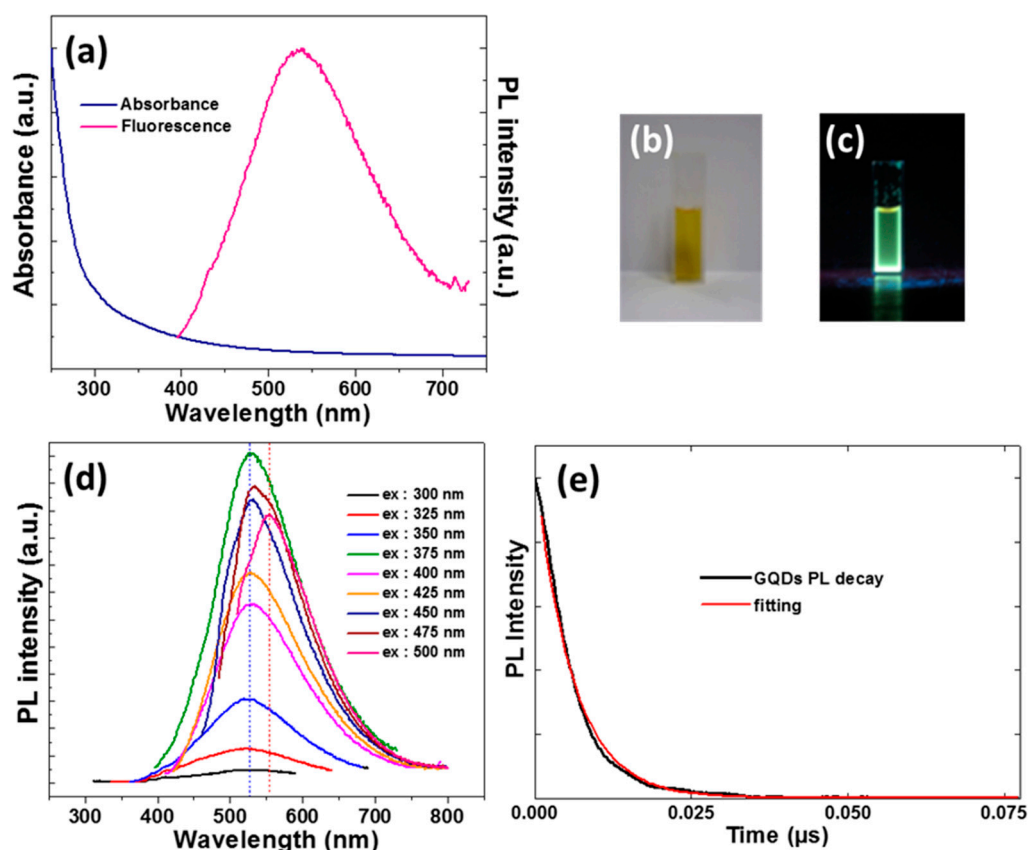 (a)
Absorbance
Fluorescence
Absorbance (a.u.)
PL intensity (a.u.)
300 400 500 600 700
Wavelength (nm)
(b)
(c)
(d)
ex : 300 nm
ex : 325 nm
ex : 350 nm
ex : 375 nm
ex : 400 nm
ex : 425 nm
ex : 450 nm
ex : 475 nm
ex : 500 nm
PL intensity (a.u.)
300 400 500 600 700 800
Wavelength (nm)
(e)
GQDs PL decay
fitting
PL Intensity
0.000 0.025 0.050 0.075
Time (µs)